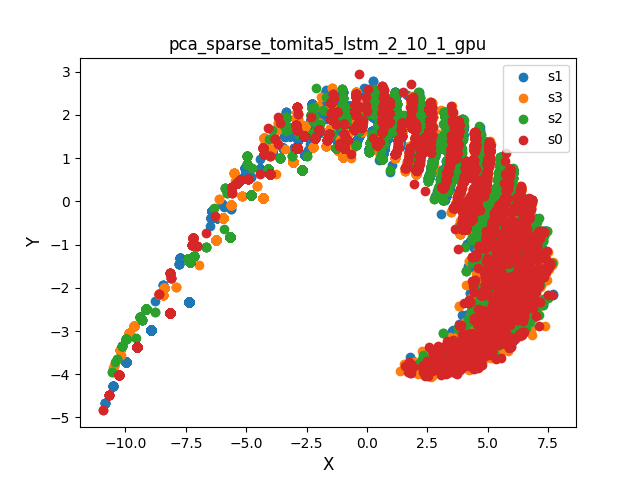 pca_sparse_tomita5_lstm_2_10_1_gpu
s1
s3
s2
s0
Y
3
2
1
0
−1
−2
−3
−4
−5
−10.0 −7.5 −5.0 −2.5 0.0 2.5 5.0 7.5
X